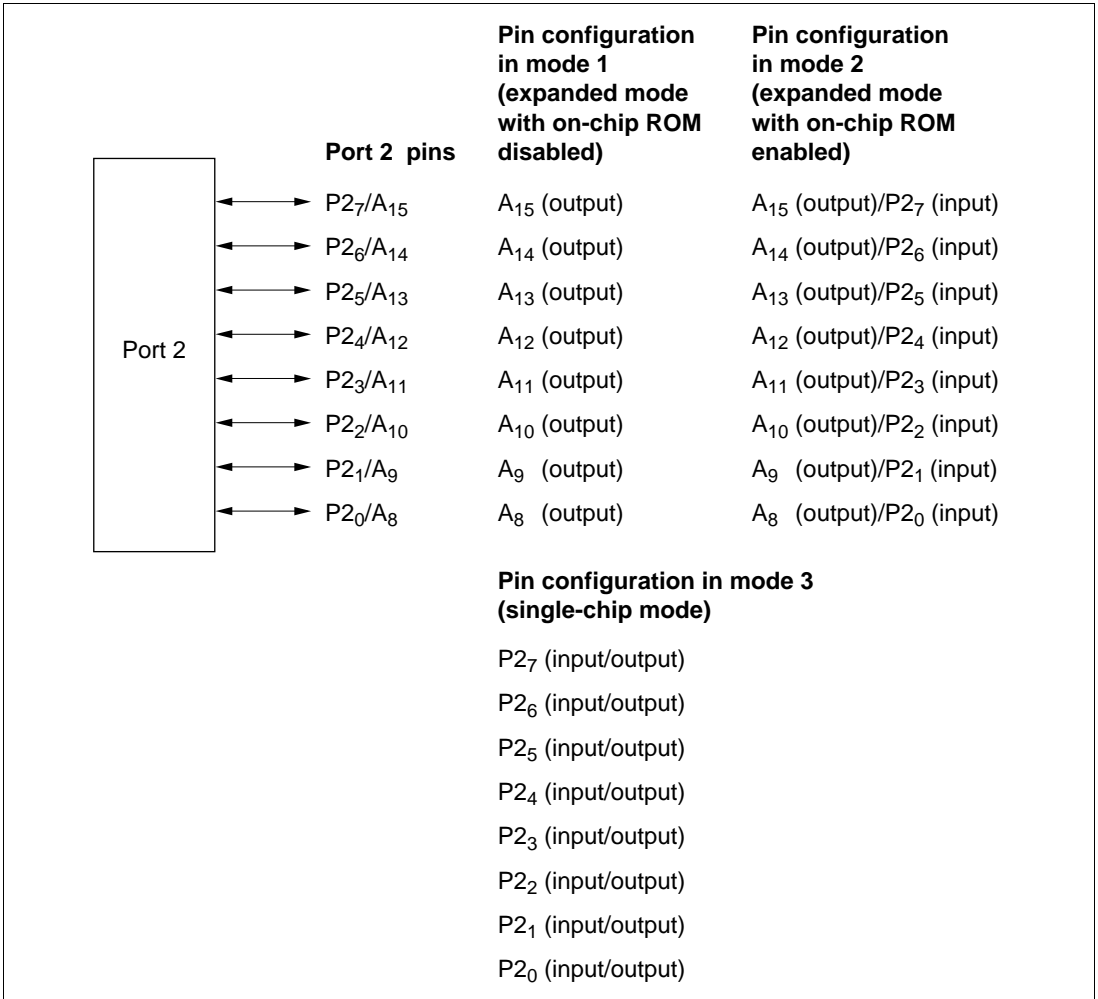 Pin configuration
in mode 1
(expanded mode
with on-chip ROM
disabled)
Pin configuration
in mode 2
(expanded mode
with on-chip ROM
enabled)
Port 2 pins
Port 2
P2₇/A₁₅ A₁₅ (output) A₁₅ (output)/P2₇ (input)
P2₆/A₁₄ A₁₄ (output) A₁₄ (output)/P2₆ (input)
P2₅/A₁₃ A₁₃ (output) A₁₃ (output)/P2₅ (input)
P2₄/A₁₂ A₁₂ (output) A₁₂ (output)/P2₄ (input)
P2₃/A₁₁ A₁₁ (output) A₁₁ (output)/P2₃ (input)
P2₂/A₁₀ A₁₀ (output) A₁₀ (output)/P2₂ (input)
P2₁/A₉ A₉ (output) A₉ (output)/P2₁ (input)
P2₀/A₈ A₈ (output) A₈ (output)/P2₀ (input)
Pin configuration in mode 3
(single-chip mode)
P2₇ (input/output)
P2₆ (input/output)
P2₅ (input/output)
P2₄ (input/output)
P2₃ (input/output)
P2₂ (input/output)
P2₁ (input/output)
P2₀ (input/output)